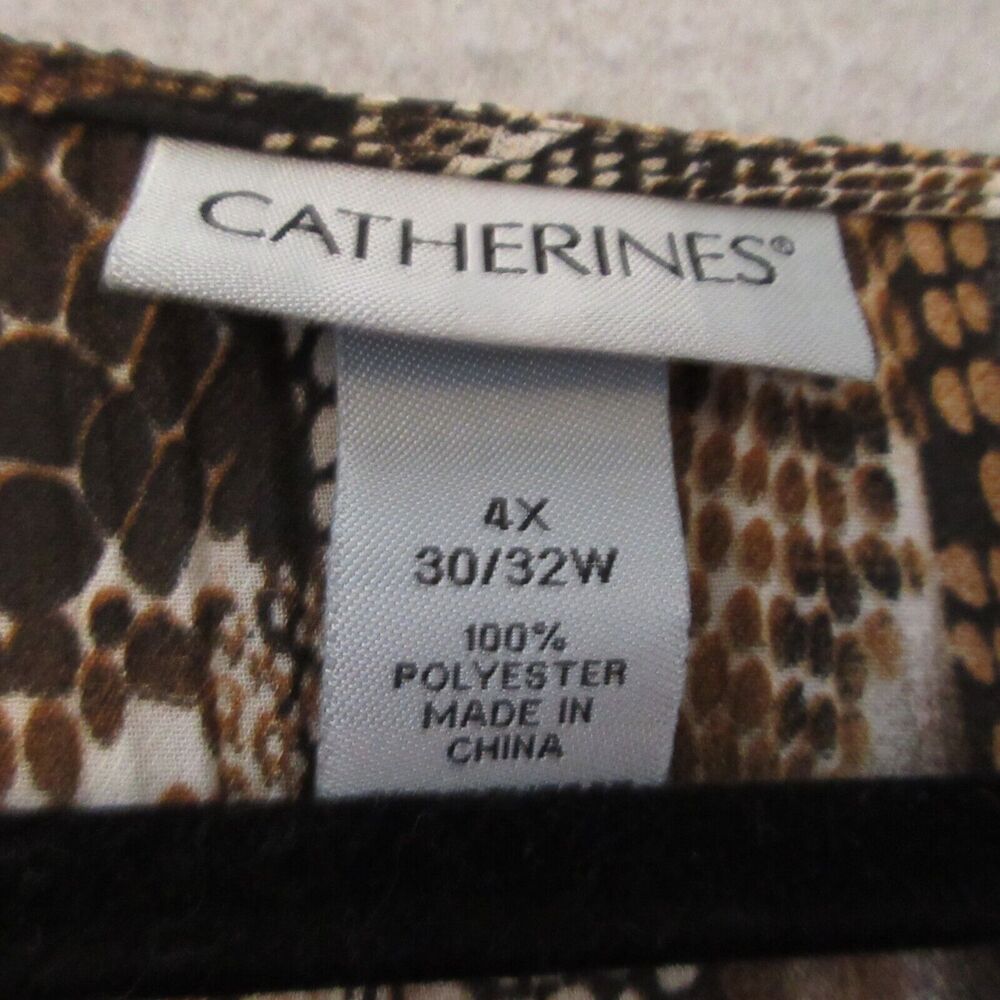 CATHERINES®
4X
30/32W
100%
POLYESTER
MADE IN
CHINA